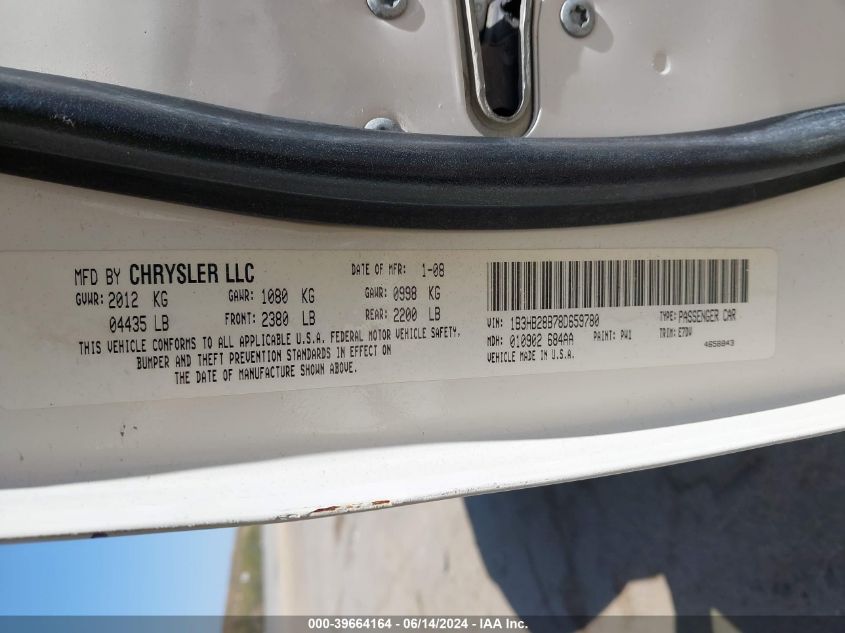 MFD BY CHRYSLER LLC DATE OF MFR: 1-08
GVWR: 2012 KG GAWR: 1080 KG GAWR: 0998 KG
04435 LB FRONT: 2380 LB REAR: 2200 LB
THIS VEHICLE CONFORMS TO ALL APPLICABLE U.S.A. FEDERAL MOTOR VEHICLE SAFETY,
BUMPER AND THEFT PREVENTION STANDARDS IN EFFECT ON
THE DATE OF MANUFACTURE SHOWN ABOVE.
VIN: 1B3HB28B78D659780 TYPE: PASSENGER CAR
MDH: 010902 684AA PAINT: PW1 TRIM: E7DV
VEHICLE MADE IN U.S.A. 4658943
000-39664164 - 06/14/2024 - IAA Inc.